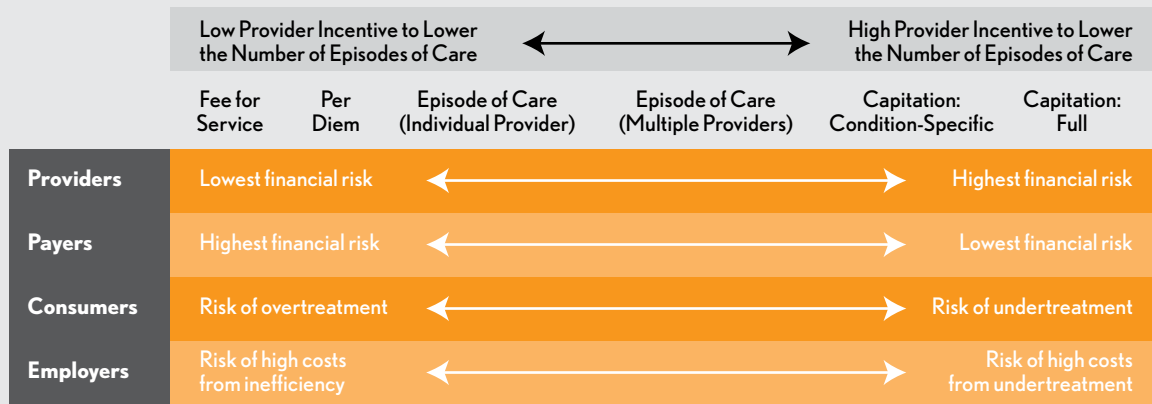 Low Provider Incentive to Lower
the Number of Episodes of Care
High Provider Incentive to Lower
the Number of Episodes of Care
Fee for
Service
Per
Diem
Episode of Care
(Individual Provider)
Episode of Care
(Multiple Providers)
Capitation:
Condition-Specific
Capitation:
Full
Providers
Lowest financial risk
Highest financial risk
Payers
Highest financial risk
Lowest financial risk
Consumers
Risk of overtreatment
Risk of undertreatment
Employers
Risk of high costs
from inefficiency
Risk of high costs
from undertreatment